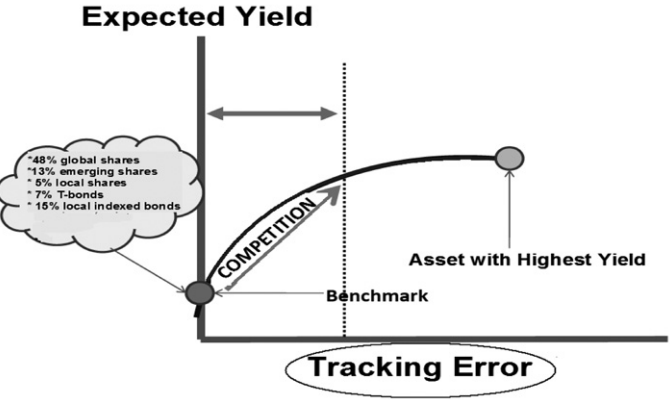 Expected Yield
*48% global shares
*13% emerging shares
* 5% local shares
* 7% T-bonds
* 15% local indexed bonds
COMPETITION
Asset with Highest Yield
Benchmark
Tracking Error